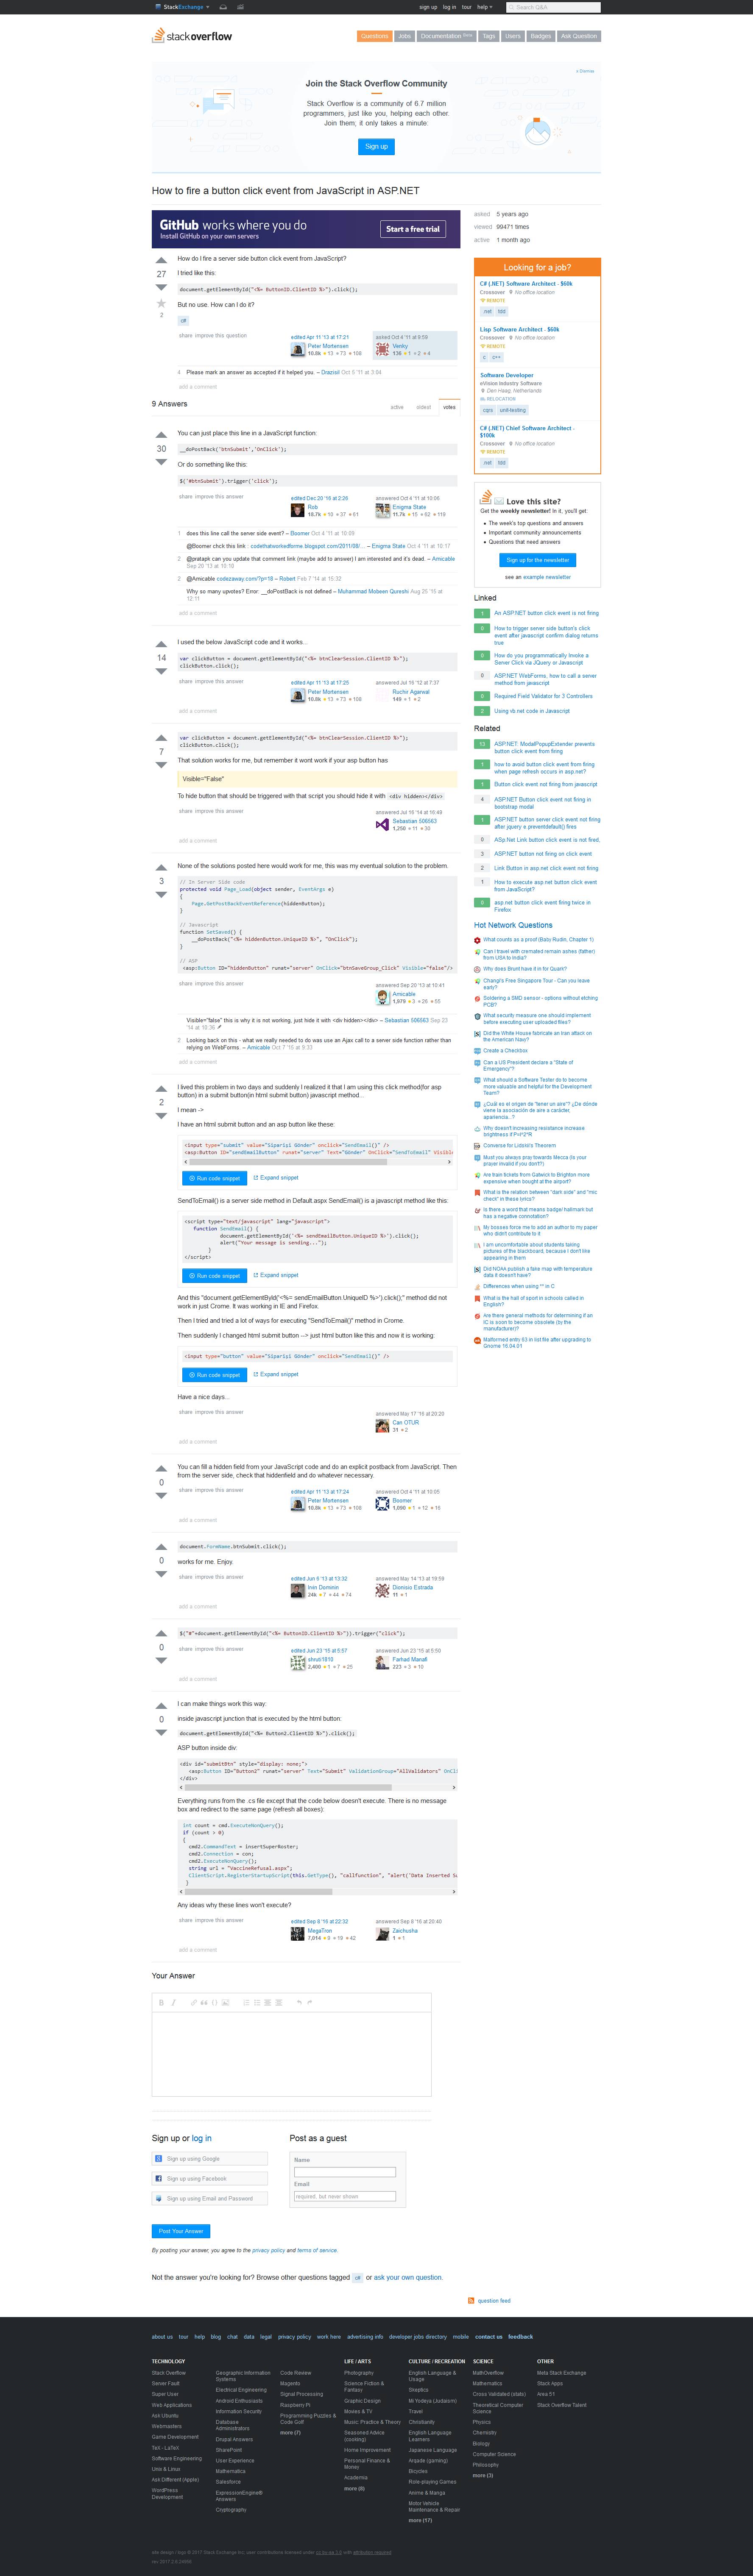 StackExchange
sign up log in tour help
Search Q&A
stackoverflow
Questions Jobs Documentation Beta Tags Users Badges Ask Question
x Dismiss
Join the Stack Overflow Community
Stack Overflow is a community of 6.7 million
programmers, just like you, helping each other.
Join them; it only takes a minute:
Sign up
How to fire a button click event from JavaScript in ASP.NET
GitHub works where you do
Install GitHub on your own servers
Start a free trial
27
2
How do I fire a server side button click event from JavaScript?
I tried like this:
document.getElementById("<%= ButtonID.ClientID %>").click();
But no use. How can I do it?
c#
share improve this question
edited Apr 11 '13 at 17:21
Peter Mortensen
10.8k 13 73 108
asked Oct 4 '11 at 9:59
Venky
136 1 2 4
4 Please mark an answer as accepted if it helped you. – Diazisil Oct 5 '11 at 3:04
add a comment
9 Answers
active oldest votes
30
You can just place this line in a JavaScript function:
__doPostBack('btnSubmit','OnClick');
Or do something like this:
$('#btnSubmit').trigger('click');
share improve this answer
edited Dec 20 '16 at 2:28
Rob
18.7k 10 37 61
answered Oct 4 '11 at 10:06
Enigma State
11.7k 15 62 118
1 does this line call the server side event? – Boomer Oct 4 '11 at 10:09
@Boomer chck this link : codethatworkedforme.blogspot.com/2011/08/... – Enigma State Oct 4 '11 at 10:17
2 @pratapk can you update that comment link (maybe add to answer) I am interested and it's dead. – Amicable
Sep 20 '13 at 10:16
2 @Amicable codezaway.com/?p=18 – Robert Feb 7 '14 at 15:32
Why so many upvotes? Error: __doPostBack is not defined – Muhammad Mobeen Qureshi Aug 25 '15 at
12:11
add a comment
14
I used the below JavaScript code and it works...
var clickButton = document.getElementById("<%= btnClearSession.ClientID %>");
clickButton.click();
share improve this answer
edited Apr 11 '13 at 17:25
Peter Mortensen
10.8k 13 73 108
answered Jul 16 '12 at 7:37
Ruchir Agarwal
149 1 2
add a comment
7
var clickButton = document.getElementById("<%= btnClearSession.ClientID %>");
clickButton.click();
That solution works for me, but remember it wont work if your asp button has
Visible="False"
To hide button that should be triggered with that script you should hide it with <div hidden></div>
share improve this answer
answered Jul 16 '14 at 16:49
Sebastian 506563
1,250 11 30
add a comment
3
None of the solutions posted here would work for me, this was my eventual solution to the problem.
// In Server Side code
protected void Page_Load(object sender, EventArgs e)
{
Page.GetPostBackEventReference(hiddenButton);
}
// Javascript
function SetSaved() {
__doPostBack("<%= hiddenButton.UniqueID %>", "OnClick");
}
// ASP
<asp:Button ID="hiddenButton" runat="server" OnClick="btnSaveGroup_Click" Visible="false"/>
share improve this answer
answered Sep 20 '13 at 10:41
Amicable
1,979 3 26 55
Visible="false" this is why it is not working, just hide it with <div hidden></div> – Sebastian 506563 Sep 23
'14 at 10:36
2 Looking back on this - what we really needed to do was use an Ajax call to a server side function rather than
relying on WebForms. – Amicable Oct 7 '15 at 9:33
add a comment
2
I lived this problem in two days and suddenly I realized it that I am using this click method(for asp
button) in a submit button(in html submit button) javascript method...
I mean ->
I have an html submit button and an asp button like these:
<input type="submit" value="Siparişi Gönder" onclick="SendEmail()" />
<asp:Button ID="sendEmailButton" runat="server" Text="Gönder" OnClick="SendToEmail" Visible
Run code snippet Expand snippet
SendToEmail() is a server side method in Default.aspx SendEmail() is a javascript method like this:
<script type="text/javascript" lang="javascript">
function SendEmail() {
document.getElementById('<%= sendEmailButton.UniqueID %>').click();
alert("Your message is sending...");
}
</script>
Run code snippet Expand snippet
And this "document.getElementById('<%= sendEmailButton.UniqueID %>').click();" method did not
work in just Crome. It was working in IE and Firefox.
Then I tried and tried a lot of ways for executing "SendToEmail()" method in Crome.
Then suddenly I changed html submit button --> just html button like this and now it is working:
<input type="button" value="Siparişi Gönder" onclick="SendEmail()" />
Run code snippet Expand snippet
Have a nice days...
share improve this answer
answered May 17 '16 at 20:20
Can OTUR
31 2
add a comment
0
You can fill a hidden field from your JavaScript code and do an explicit postback from JavaScript. Then
from the server side, check that hiddenfield and do whatever necessary.
share improve this answer
edited Apr 11 '13 at 17:24
Peter Mortensen
10.8k 13 73 108
answered Oct 4 '11 at 10:05
Boomer
1,090 1 12 16
add a comment
0
document.FormName.btnSubmit.click();
works for me. Enjoy.
share improve this answer
edited Jun 6 '13 at 13:32
Irvin Dominin
24k 7 44 74
answered May 14 '13 at 19:59
Dionisio Estrada
11 1
add a comment
0
$("#"+document.getElementById("<%= ButtonID.ClientID %>")).trigger("click");
share improve this answer
edited Jun 23 '15 at 5:57
shruti1810
2,400 1 7 25
answered Jun 23 '15 at 5:50
Farhad Manafi
223 3 10
add a comment
0
I can make things work this way:
inside javascript junction that is executed by the html button:
document.getElementById("<%= Button2.ClientID %>").click();
ASP button inside div:
<div id="submitBtn" style="display: none;">
<asp:Button ID="Button2" runat="server" Text="Submit" ValidationGroup="AllValidators" OnCli
</div>
Everything runs from the .cs file except that the code below doesn't execute. There is no message
box and redirect to the same page (refresh all boxes):
int count = cmd.ExecuteNonQuery();
if (count > 0)
{
cmd2.CommandText = insertSuperRoster;
cmd2.Connection = con;
cmd2.ExecuteNonQuery();
string url = "VaccineRefusal.aspx";
ClientScript.RegisterStartupScript(this.GetType(), "callfunction", "alert('Data Inserted Su
}
Any ideas why these lines won't execute?
share improve this answer
edited Sep 8 '16 at 22:32
MegaTron
7,014 9 19 42
answered Sep 8 '16 at 20:40
Zaichusha
1 1
add a comment
Your Answer
Sign up or log in
Sign up using Google
Sign up using Facebook
Sign up using Email and Password
Post as a guest
Name
Email
required, but never shown
Post Your Answer
By posting your answer, you agree to the privacy policy and terms of service.
Not the answer you're looking for? Browse other questions tagged c# or ask your own question.
asked 5 years ago
viewed 99471 times
active 1 month ago
Looking for a job?
C# (.NET) Software Architect - $60k
Crossover No office location
REMOTE
.net tdd
Lisp Software Architect - $60k
Crossover No office location
REMOTE
c c++
Software Developer
eVision Industry Software
Den Haag, Netherlands
RELOCATION
cqrs unit-testing
C# (.NET) Chief Software Architect -
$100k
Crossover No office location
REMOTE
.net tdd
Love this site?
Get the weekly newsletter! In it, you'll get:
The week's top questions and answers
Important community announcements
Questions that need answers
Sign up for the newsletter
see an example newsletter
Linked
1 An ASP.NET button click event is not firing
0 How to trigger server side button's click
event after javascript confirm dialog returns
true
0 How do you programmatically Invoke a
Server Click via JQuery or Javascript
0 ASP.NET WebForms, how to call a server
method from javascript
0 Required Field Validator for 3 Controllers
2 Using vb.net code in Javascript
Related
13 ASP.NET: ModalPopupExtender prevents
button click event from firing
1 how to avoid button click event from firing
when page refresh occurs in asp.net?
1 Button click event not firing from javascript
4 ASP.NET Button click event not firing in
bootstrap modal
1 ASP.NET button server click event not firing
after jquery e.preventdefault() fires
0 ASp.Net Link button click event is not fired,
3 ASP.NET button not firing on click event
2 Link Button in asp.net click event not firing
1 How to execute asp.net button click event
from JavaScript?
0 asp.net button click event firing twice in
Firefox
Hot Network Questions
What counts as a proof (Baby Rudin, Chapter 1)
Can I travel with cremated remain ashes (father)
from USA to India?
Why does Brunt have it in for Quark?
Changi's Free Singapore Tour - Can you leave
early?
Soldering a SMD sensor - options without etching
PCB?
What security measure one should implement
before executing user uploaded files?
Did the White House fabricate an Iran attack on
the American Navy?
Create a Checkbox
Can a US President declare a "State of
Emergency"?
What should a Software Tester do to become
more valuable and helpful for the Development
Team?
¿Cuál es el origen de "tener un aire"? ¿De dónde
viene la asociación de aire a carácter,
apariencia...?
Why doesn't increasing resistance increase
brightness if P=I^2*R
Converse for Lidskii's Theorem
Must you always pray towards Mecca (is your
prayer invalid if you don't?)
Are train tickets from Gatwick to Brighton more
expensive when bought at the airport?
What is the relation between "dark side" and "mic
check" in these lyrics?
Is there a word that means badge/ hallmark but
has a negative connotation?
My bosses force me to add an author to my paper
who didn't contribute to it
I am uncomfortable about students taking
pictures of the blackboard, because I don't like
appearing in them
Did NOAA publish a fake map with temperature
data it doesn't have?
Differences when using ** in C
What is the hall of sport in schools called in
English?
Are there general methods for determining if an
IC is soon to become obsolete (by the
manufacturer)?
Malformed entry 63 in list file after upgrading to
Gnome 16.04.01
question feed
about us tour help blog chat data legal privacy policy work here advertising info developer jobs directory mobile contact us feedback
TECHNOLOGY
Stack Overflow
Server Fault
Super User
Web Applications
Ask Ubuntu
Webmasters
Game Development
TeX - LaTeX
Software Engineering
Unix & Linux
Ask Different (Apple)
WordPress
Development
Geographic Information
Systems
Electrical Engineering
Android Enthusiasts
Information Security
Database
Administrators
Drupal Answers
SharePoint
User Experience
Mathematica
Salesforce
ExpressionEngine®
Answers
Cryptography
Code Review
Magento
Signal Processing
Raspberry Pi
Programming Puzzles &
Code Golf
more (7)
LIFE / ARTS
Photography
Science Fiction &
Fantasy
Graphic Design
Movies & TV
Music: Practice & Theory
Seasoned Advice
(cooking)
Home Improvement
Personal Finance &
Money
Academia
more (8)
CULTURE / RECREATION
English Language &
Usage
Skeptics
Mi Yodeya (Judaism)
Travel
Christianity
English Language
Learners
Japanese Language
Arqade (gaming)
Bicycles
Role-playing Games
Anime & Manga
Motor Vehicle
Maintenance & Repair
more (17)
SCIENCE
MathOverflow
Mathematics
Cross Validated (stats)
Theoretical Computer
Science
Physics
Chemistry
Biology
Computer Science
Philosophy
more (3)
OTHER
Meta Stack Exchange
Stack Apps
Area 51
Stack Overflow Talent
site design / logo © 2017 Stack Exchange Inc; user contributions licensed under cc by-sa 3.0 with attribution required